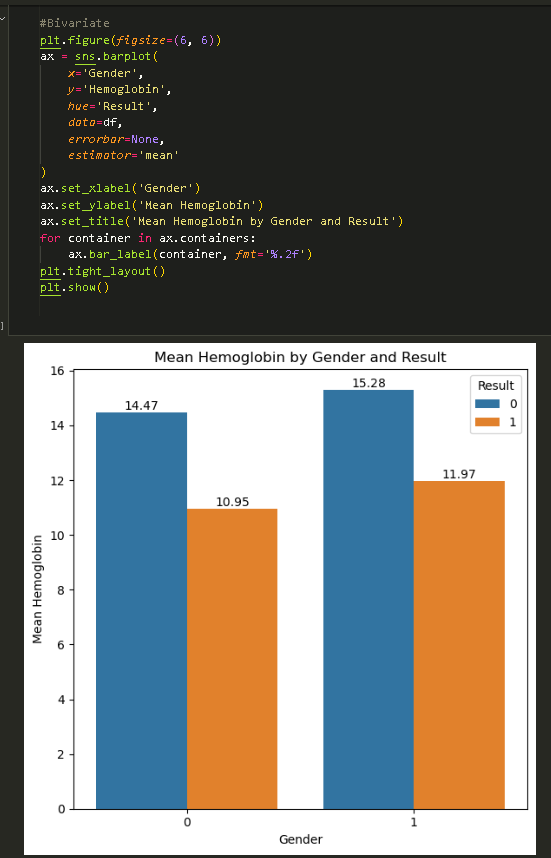 #Bivariate
plt.figure(figsize=(6, 6))
ax = sns.barplot(
    x='Gender',
    y='Hemoglobin',
    hue='Result',
    data=df,
    errorbar=None,
    estimator='mean'
)
ax.set_xlabel('Gender')
ax.set_ylabel('Mean Hemoglobin')
ax.set_title('Mean Hemoglobin by Gender and Result')
for container in ax.containers:
    ax.bar_label(container, fmt='%.2f')
plt.tight_layout()
plt.show()
]
Mean Hemoglobin by Gender and Result
16
14
12
10
8
6
4
2
0
Mean Hemoglobin
14.47
10.95
15.28
11.97
Result
0
1
0
1
Gender